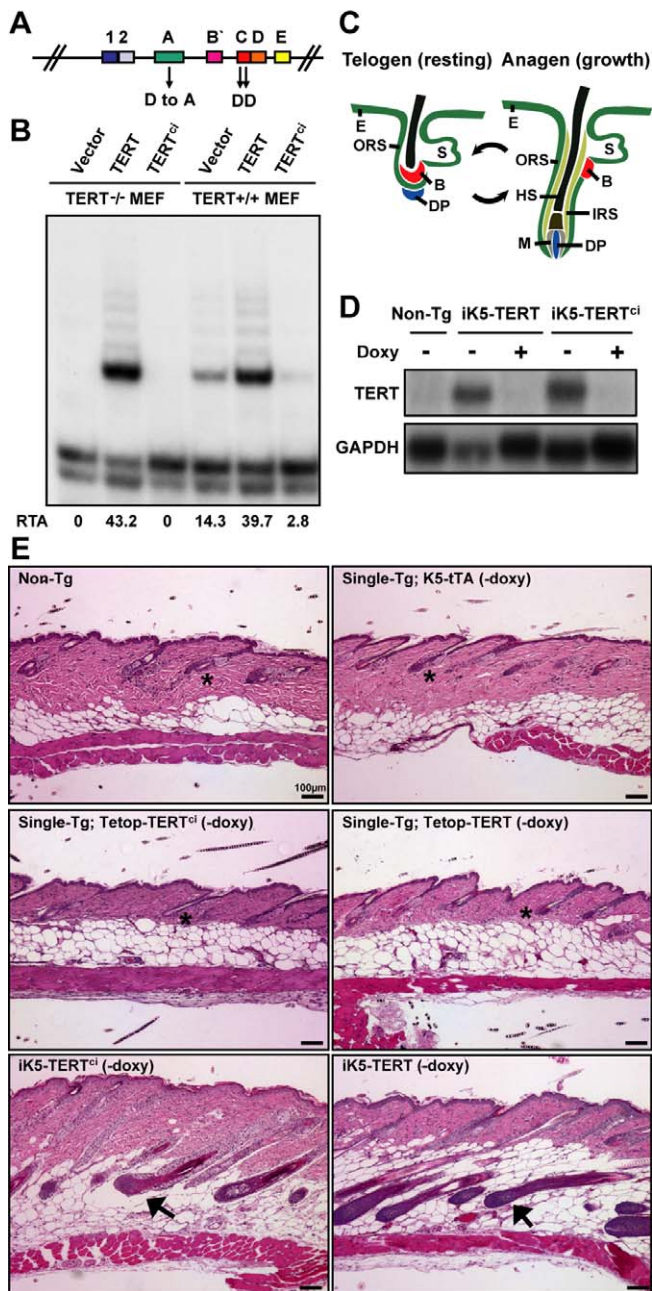 A
1 2 A B` C D E
D to A DD
B
Vector TERT TERTci Vector TERT TERTci
TERT-/- MEF TERT+/+ MEF
RTA 0 43.2 0 14.3 39.7 2.8
C
Telogen (resting) Anagen (growth)
E ORS S B DP
E ORS S B HS IRS M DP
D
Non-Tg iK5-TERT iK5-TERTci
Doxy - - + - +
TERT
GAPDH
E
Non-Tg
*
100µm
Single-Tg; K5-tTA (-doxy)
*
Single-Tg; Tetop-TERTci (-doxy)
*
Single-Tg; Tetop-TERT (-doxy)
*
iK5-TERTci (-doxy)
iK5-TERT (-doxy)